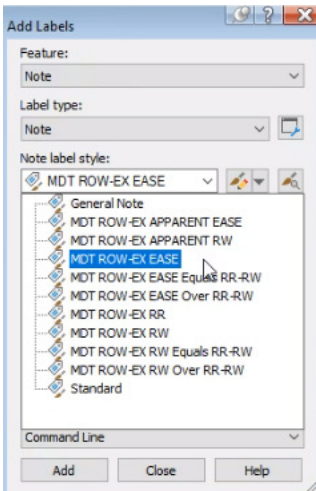 Add Labels
Feature:
Note
Label type:
Note
Note label style:
MDT ROW-EX EASE
General Note
MDT ROW-EX APPARENT EASE
MDT ROW-EX APPARENT RW
MDT ROW-EX EASE
MDT ROW-EX EASE Equals RR-RW
MDT ROW-EX EASE Over RR-RW
MDT ROW-EX RR
MDT ROW-EX RW
MDT ROW-EX RW Equals RR-RW
MDT ROW-EX RW Over RR-RW
Standard
Command Line
Add Close Help